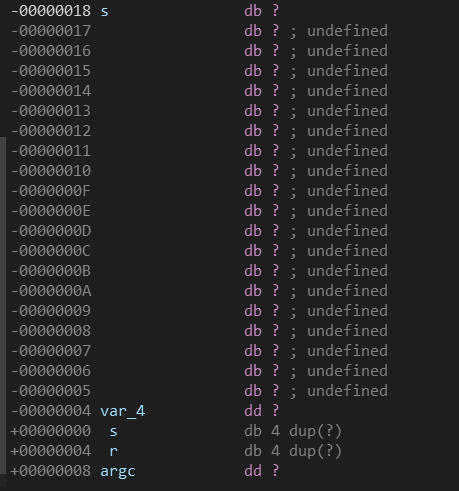 -00000018 s db ?
-00000017 db ? ; undefined
-00000016 db ? ; undefined
-00000015 db ? ; undefined
-00000014 db ? ; undefined
-00000013 db ? ; undefined
-00000012 db ? ; undefined
-00000011 db ? ; undefined
-00000010 db ? ; undefined
-0000000F db ? ; undefined
-0000000E db ? ; undefined
-0000000D db ? ; undefined
-0000000C db ? ; undefined
-0000000B db ? ; undefined
-0000000A db ? ; undefined
-00000009 db ? ; undefined
-00000008 db ? ; undefined
-00000007 db ? ; undefined
-00000006 db ? ; undefined
-00000005 db ? ; undefined
-00000004 var_4 dd ?
+00000000 s db 4 dup(?)
+00000004 r db 4 dup(?)
+00000008 argc dd ?